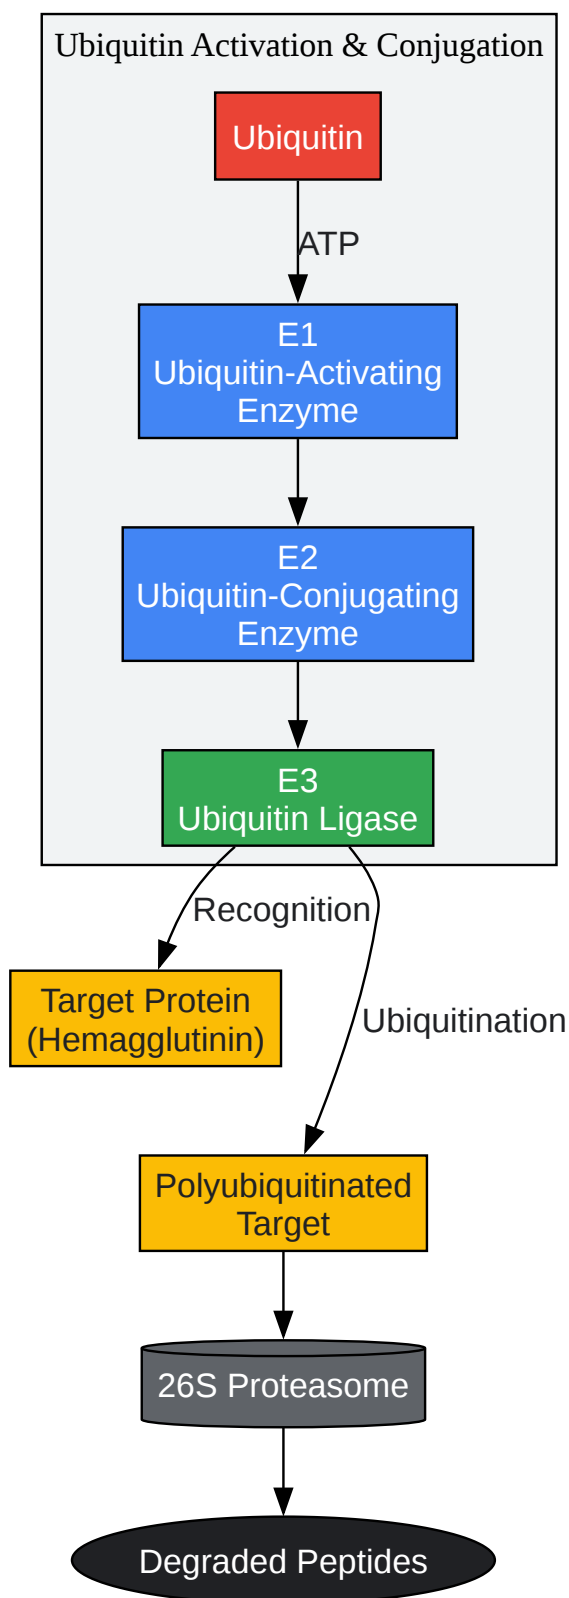 Ubiquitin Activation & Conjugation
Ubiquitin
ATP
E1
Ubiquitin-Activating
Enzyme
E2
Ubiquitin-Conjugating
Enzyme
E3
Ubiquitin Ligase
Recognition
Target Protein
(Hemagglutinin)
Ubiquitination
Polyubiquitinated
Target
26S Proteasome
Degraded Peptides